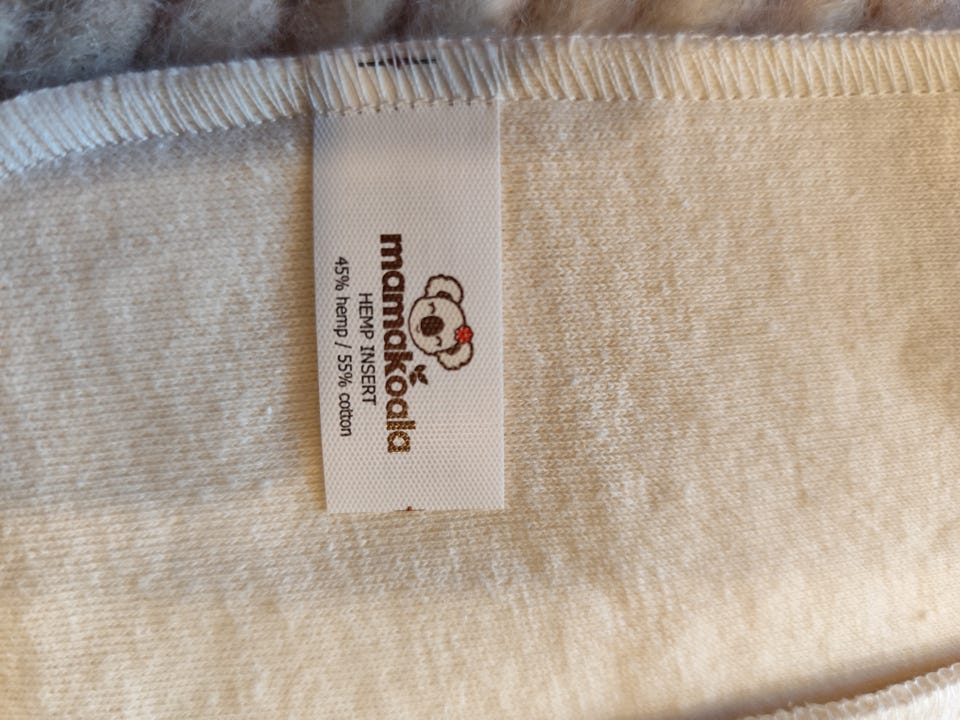 mamakoala
HEMP INSERT
45% hemp / 55% cotton